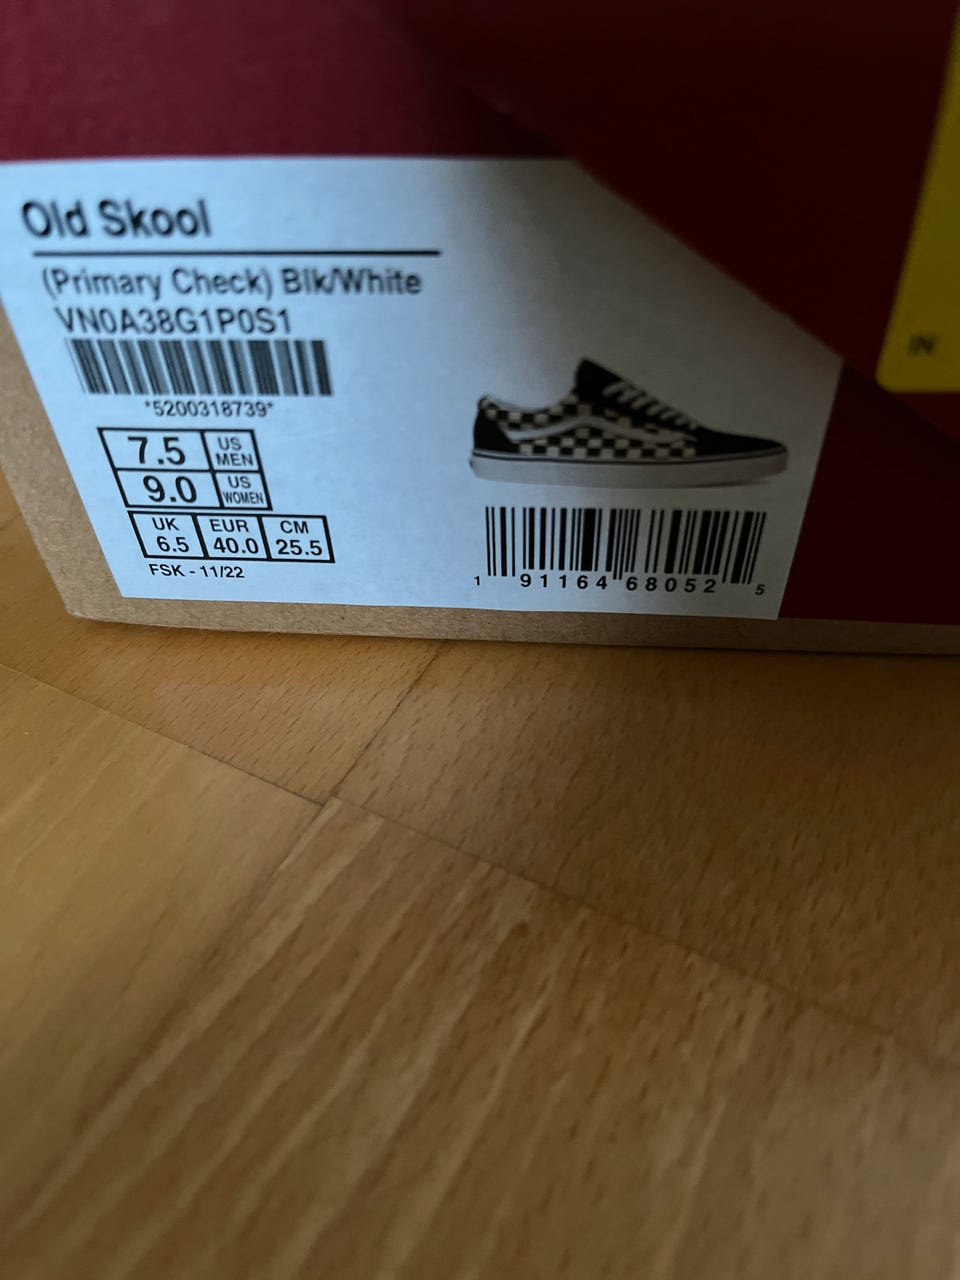 Old Skool
(Primary Check) Blk/White
VN0A38G1P0S1
*5200318739*
7.5 US MEN
9.0 US WOMEN
UK EUR CM
6.5 40.0 25.5
FSK - 11/22
1 91164 68052 5
IN